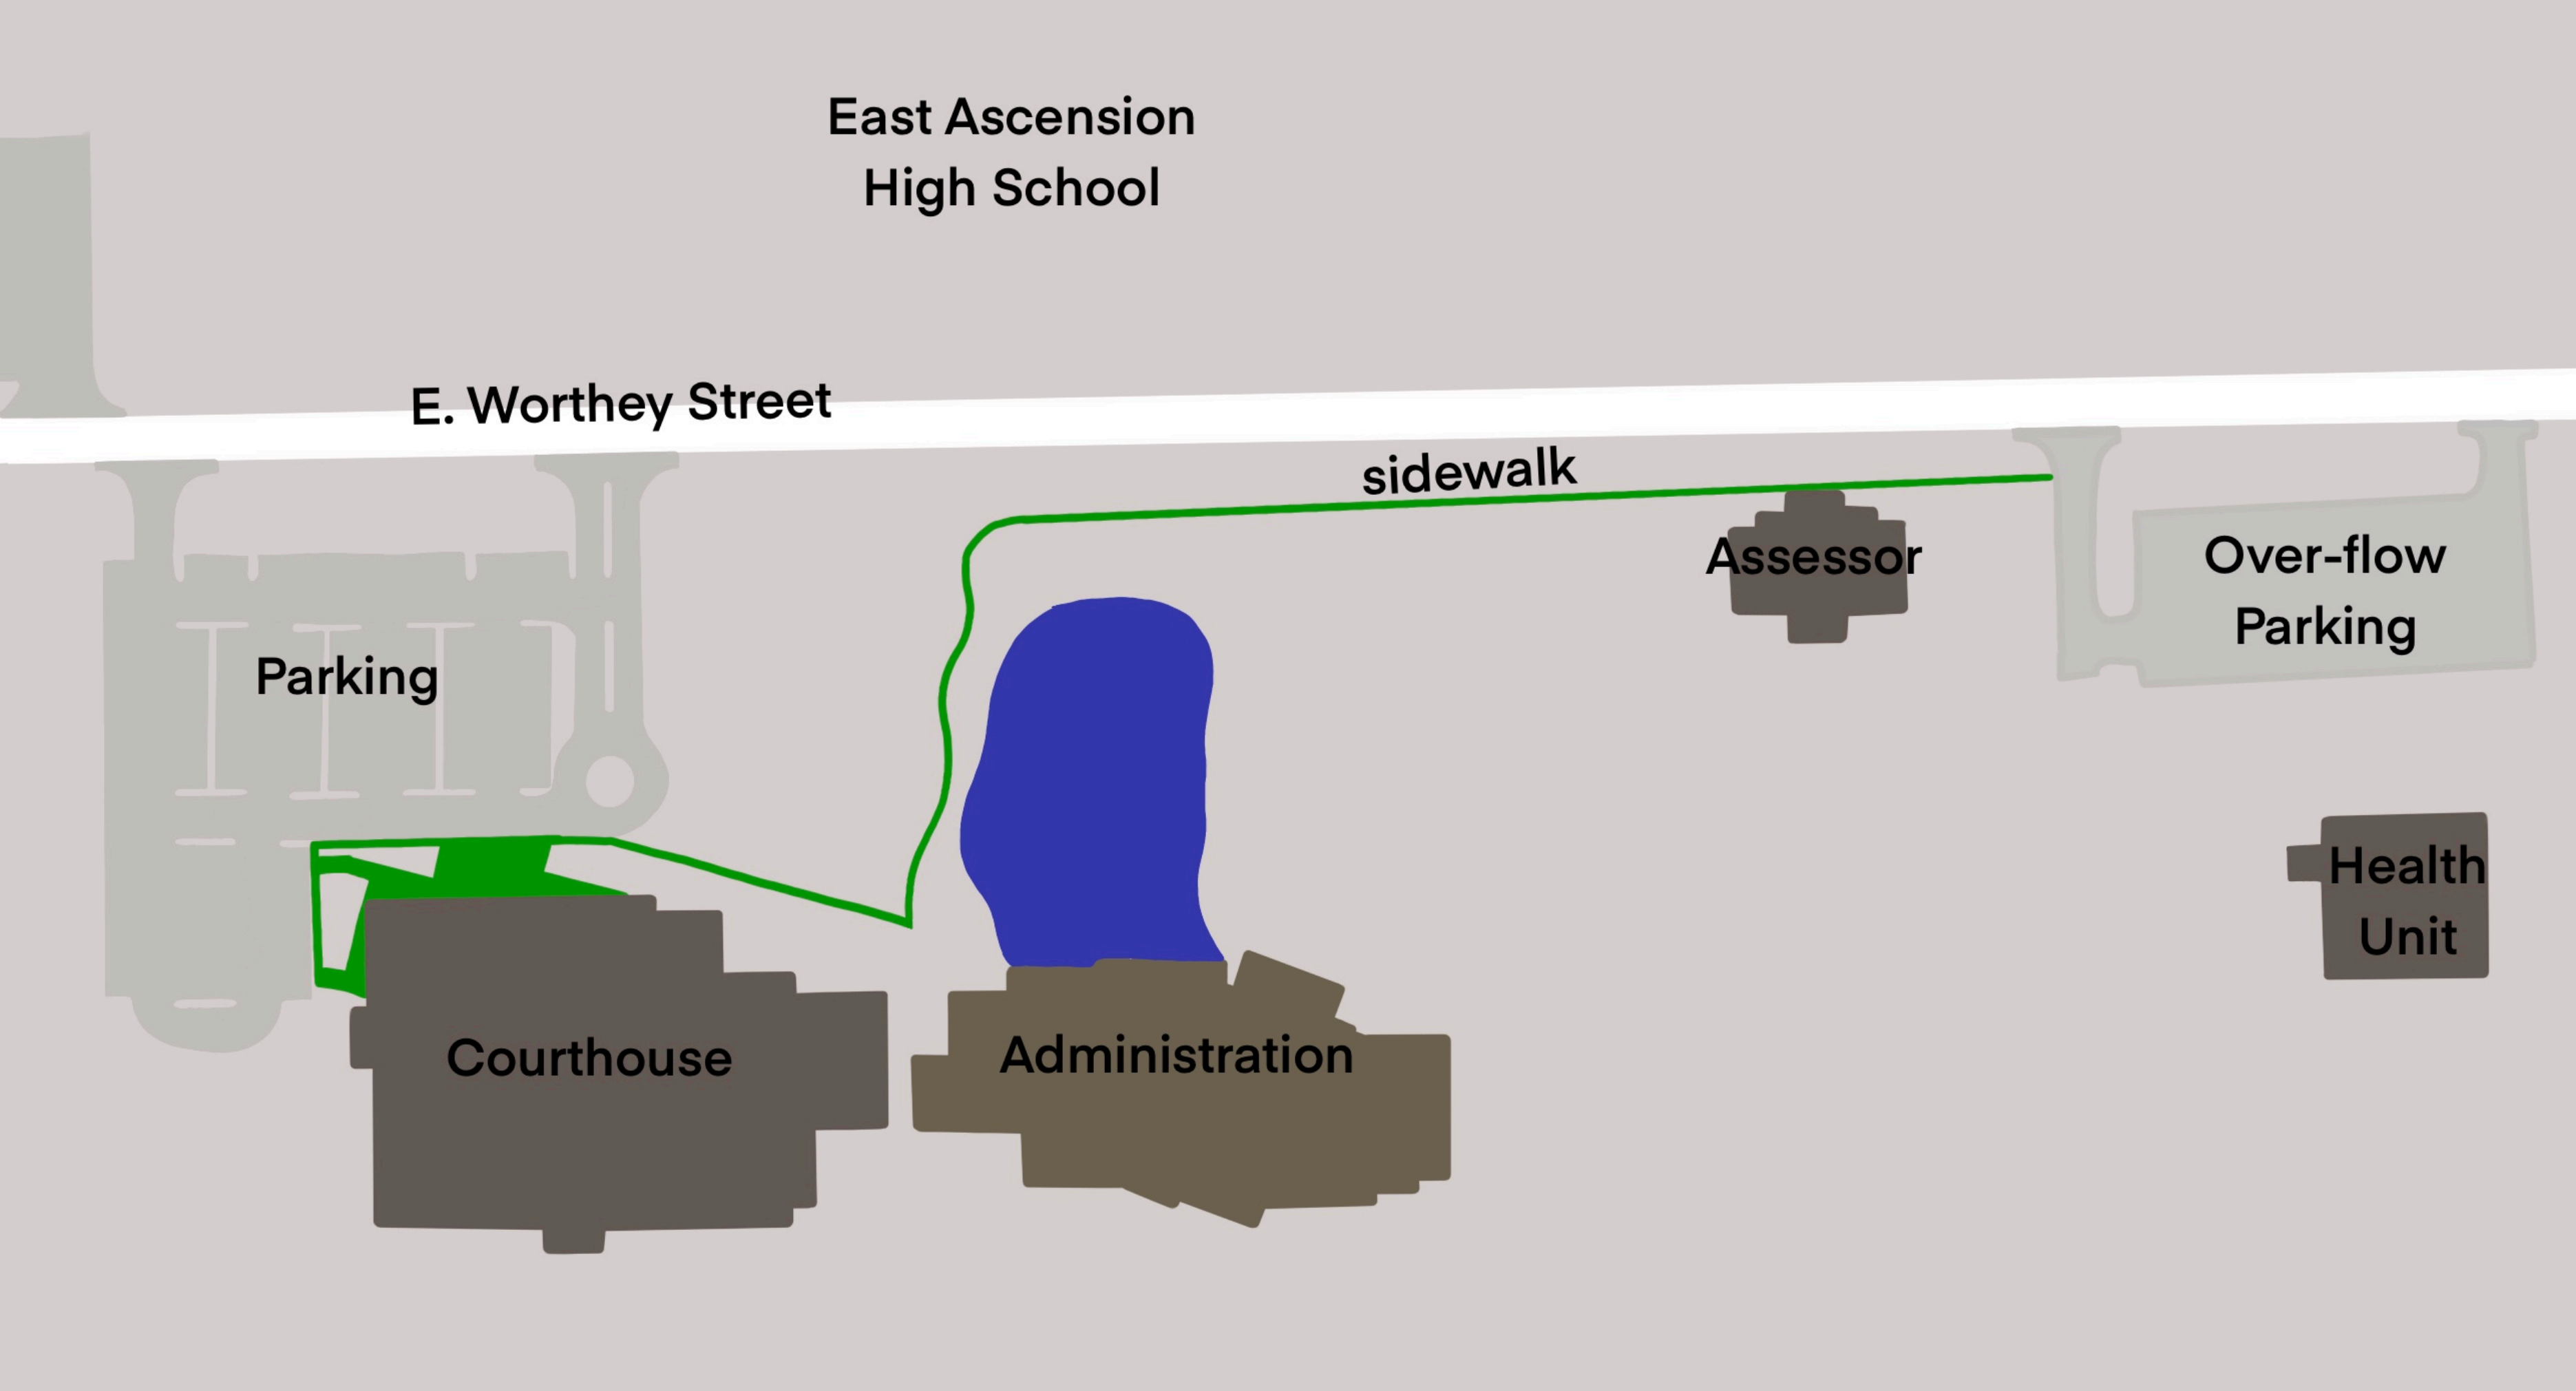 East Ascension
High School
E. Worthey Street
sidewalk
Assessor
Over-flow
Parking
Parking
Health
Unit
Courthouse
Administration